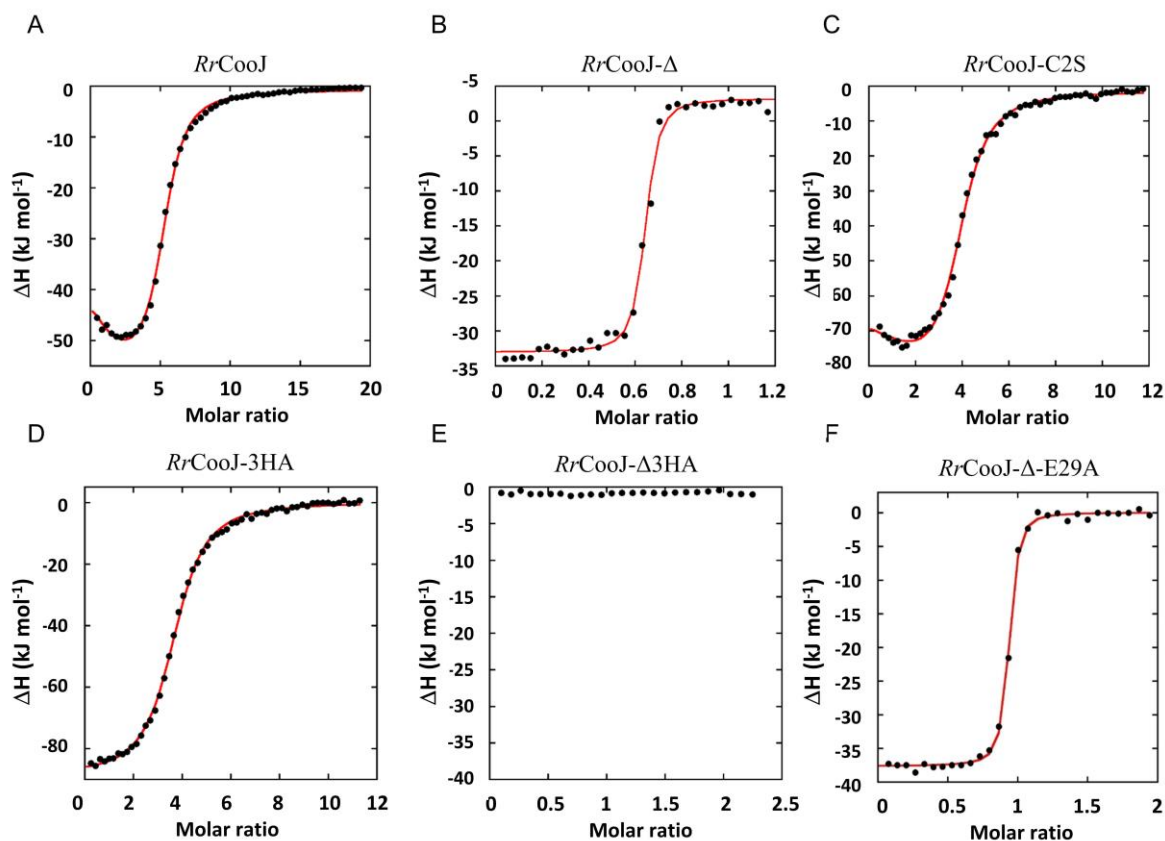 A
RrCooJ
0
-10
-20
-30
-40
-50
ΔH (kJ mol⁻¹)
0 5 10 15 20
Molar ratio
B
RrCooJ-Δ
-5
0
-5
-10
-15
-20
-25
-30
-35
ΔH (kJ mol⁻¹)
0 0.2 0.4 0.6 0.8 1 1.2
Molar ratio
C
RrCooJ-C2S
0
-10
-20
30
40
-50
-60
-70
-80
ΔH (kJ mol⁻¹)
0 2 4 6 8 10 12
Molar ratio
D
RrCooJ-3HA
0
-20
-40
-60
-80
ΔH (kJ mol⁻¹)
0 2 4 6 8 10 12
Molar ratio
E
RrCooJ-Δ3HA
0
-5
-10
-15
-20
-25
-30
-35
-40
ΔH (kJ mol⁻¹)
0 0.5 1 1.5 2 2.5
Molar ratio
F
RrCooJ-Δ-E29A
0
-5
-10
-15
-20
-25
-30
-35
-40
ΔH (kJ mol⁻¹)
0 0.5 1 1.5 2
Molar ratio